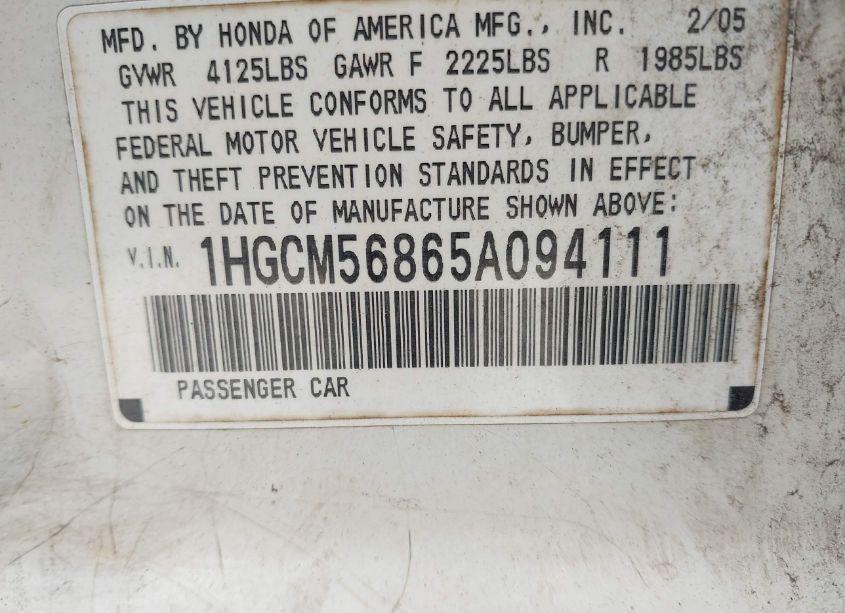 MFD. BY HONDA OF AMERICA MFG., INC. 2/05
GVWR 4125LBS GAWR F 2225LBS R 1985LBS
THIS VEHICLE CONFORMS TO ALL APPLICABLE
FEDERAL MOTOR VEHICLE SAFETY, BUMPER,
AND THEFT PREVENTION STANDARDS IN EFFECT
ON THE DATE OF MANUFACTURE SHOWN ABOVE:
V.I.N. 1HGCM56865A094111
PASSENGER CAR